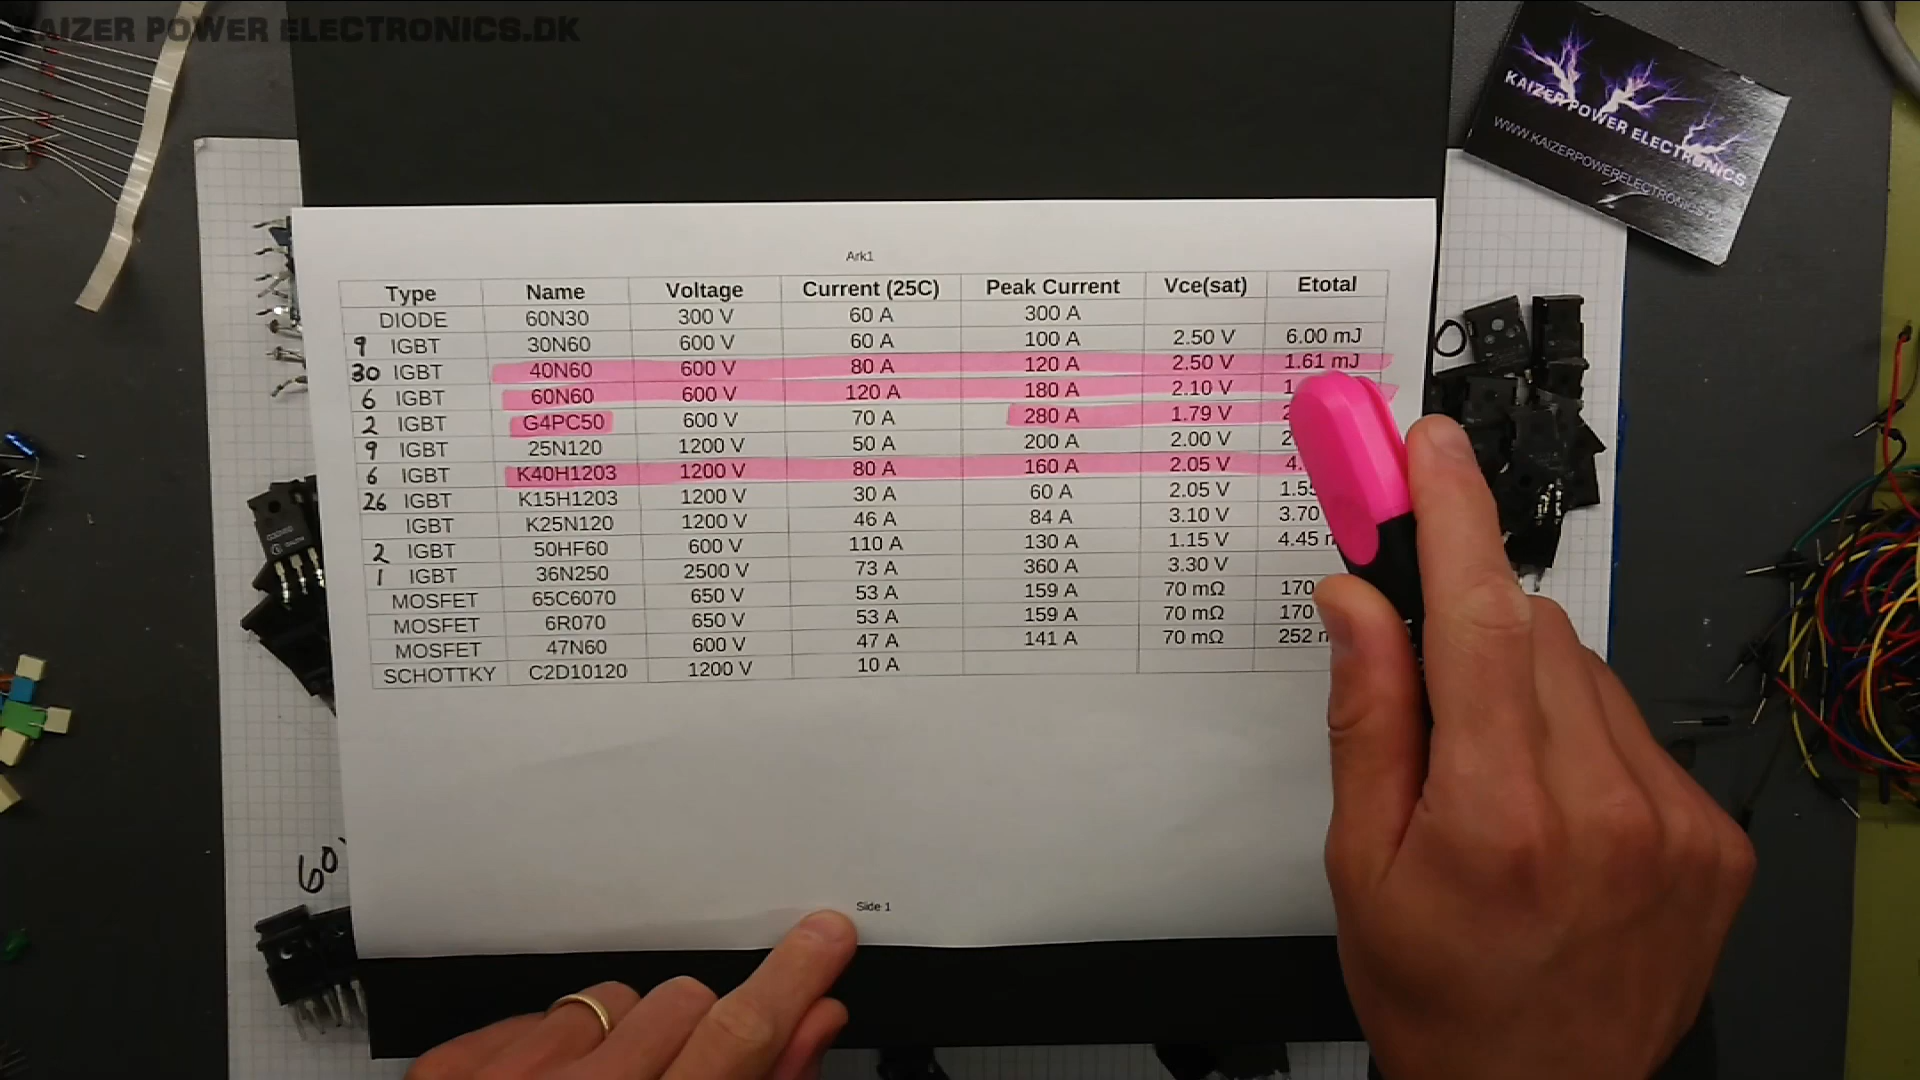 KAIZER POWER ELECTRONICS.DK
KAIZER POWER ELECTRONICS
WWW.KAIZERPOWERELECTRONICS.DK
Ark1
Type Name Voltage Current (25C) Peak Current Vce(sat) Etotal
DIODE 60N30 300 V 60 A 300 A
9 IGBT 30N60 600 V 60 A 100 A 2.50 V 6.00 mJ
30 IGBT 40N60 600 V 80 A 120 A 2.50 V 1.61 mJ
6 IGBT 60N60 600 V 120 A 180 A 2.10 V
2 IGBT G4PC50 600 V 70 A 280 A 1.79 V
9 IGBT 25N120 1200 V 50 A 200 A 2.00 V
6 IGBT K40H1203 1200 V 80 A 160 A 2.05 V 4.
26 IGBT K15H1203 1200 V 30 A 60 A 2.05 V 1.55
IGBT K25N120 1200 V 46 A 84 A 3.10 V 3.70
2 IGBT 50HF60 600 V 110 A 130 A 1.15 V 4.45
1 IGBT 36N250 2500 V 73 A 360 A 3.30 V
MOSFET 65C6070 650 V 53 A 159 A 70 mΩ 170
MOSFET 6R070 650 V 53 A 159 A 70 mΩ 170
MOSFET 47N60 600 V 47 A 141 A 70 mΩ 252
SCHOTTKY C2D10120 1200 V 10 A
60
Side 1